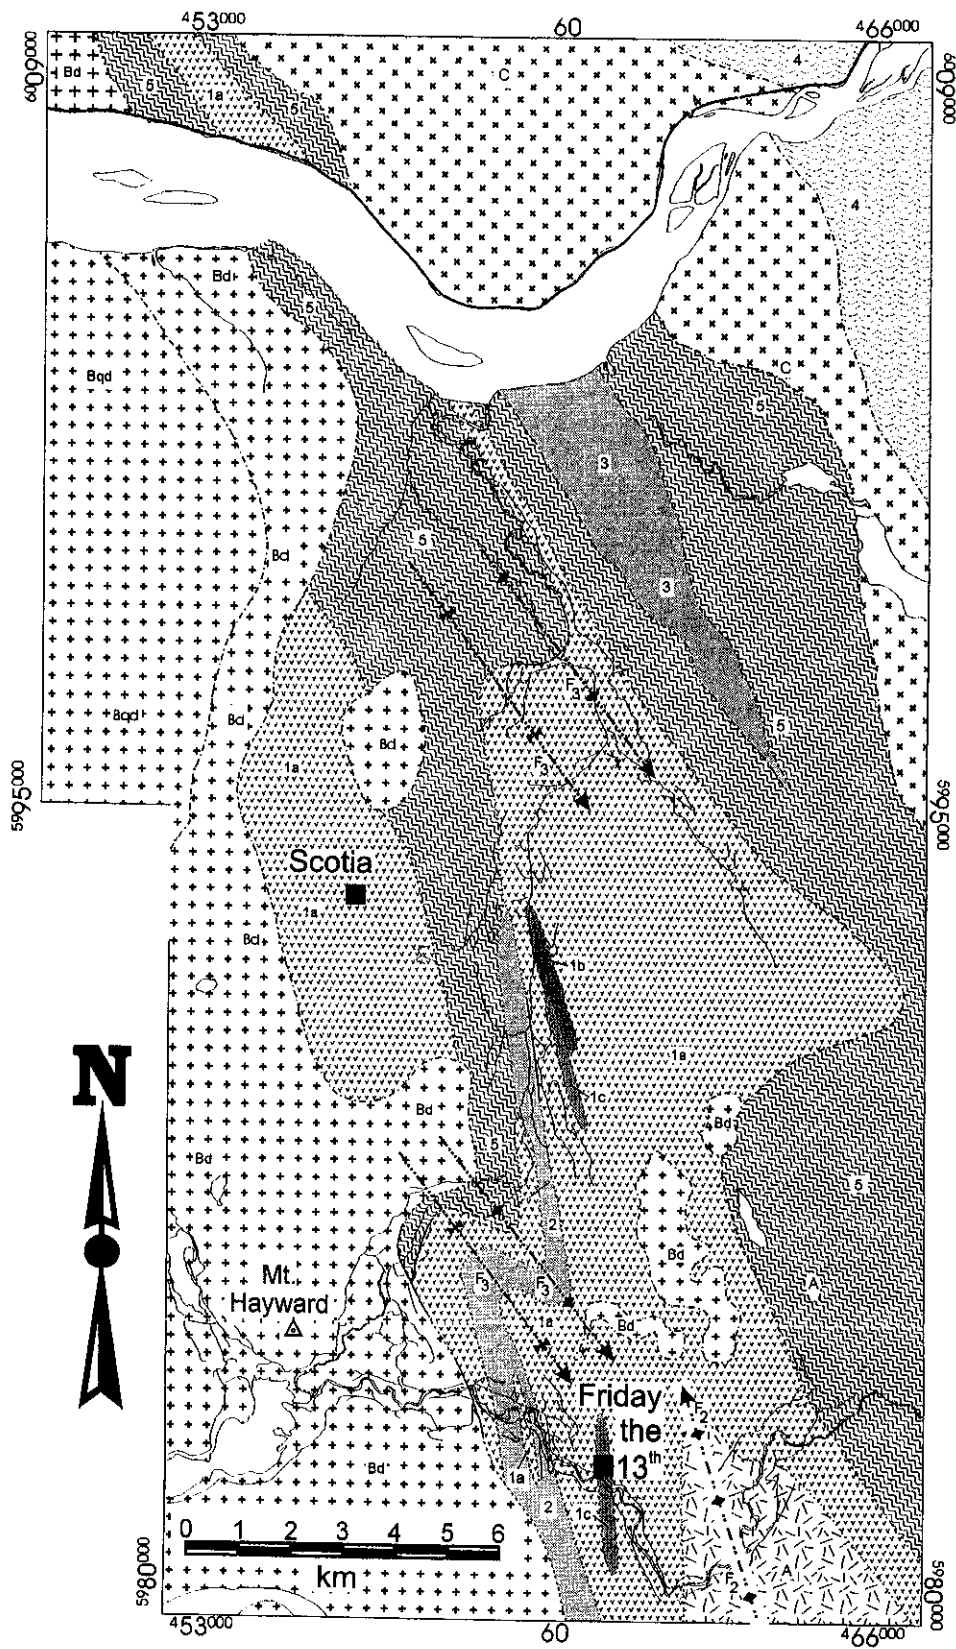 453000
60
466000
609000
6009000
Bd
5
1a
5
C
4
4
Bd
5
Bqd
C
5
3
5
Bd
3
F3
Bd
Bqd
Bd
5
1a
F3
5995000
5995000
Scotia
1a
Bd
1b
1a
N
1c
Bd
Bd
Bd
5
5
2
Bd
Mt.
Hayward
F3
F3
1a
A
Bd
Friday
the
13th
F2
Bd
1a
2
1c
0 1 2 3 4 5 6
km
F2
A
5980000
5980000
453000
60
466000